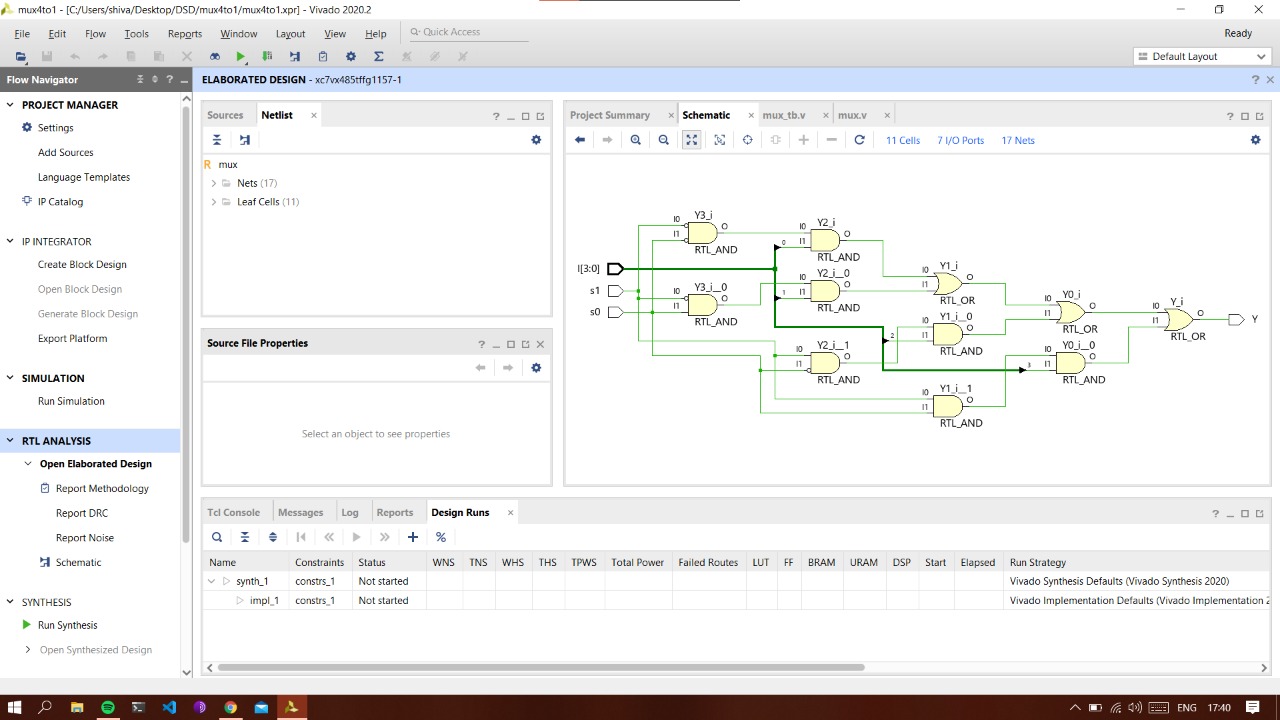 mux4to1 - [C:/Users/shiva/Desktop/DSD/mux4to1/mux4to1.xpr] - Vivado 2020.2
File Edit Flow Tools Reports Window Layout View Help Quick Access Ready
Default Layout
Flow Navigator
PROJECT MANAGER
Settings
Add Sources
Language Templates
IP Catalog
IP INTEGRATOR
Create Block Design
Open Block Design
Generate Block Design
Export Platform
SIMULATION
Run Simulation
RTL ANALYSIS
Open Elaborated Design
Report Methodology
Report DRC
Report Noise
Schematic
SYNTHESIS
Run Synthesis
Open Synthesized Design
ELABORATED DESIGN - xc7vx485tffg1157-1
Sources Netlist
R mux
Nets (17)
Leaf Cells (11)
Source File Properties
Select an object to see properties
Project Summary Schematic mux_tb.v mux.v
11 Cells 7 I/O Ports 17 Nets
I[3:0]
s1
s0
Y3_i
I0
I1
O
RTL_AND
Y3_i__0
I0
I1
O
RTL_AND
Y2_i
I0
I1
O
RTL_AND
Y2_i__0
I0
I1
O
RTL_AND
Y2_i__1
I0
I1
O
RTL_AND
0
1
2
3
Y1_i
I0
I1
O
RTL_OR
Y1_i__0
I0
I1
O
RTL_AND
Y1_i__1
I0
I1
O
RTL_AND
Y0_i
I0
I1
O
RTL_OR
Y0_i__0
I0
I1
O
RTL_AND
Y_i
I0
I1
O
RTL_OR
Y
Tcl Console Messages Log Reports Design Runs
Name Constraints Status WNS TNS WHS THS TPWS Total Power Failed Routes LUT FF BRAM URAM DSP Start Elapsed Run Strategy
synth_1 constrs_1 Not started Vivado Synthesis Defaults (Vivado Synthesis 2020)
impl_1 constrs_1 Not started Vivado Implementation Defaults (Vivado Implementation 2
ENG 17:40